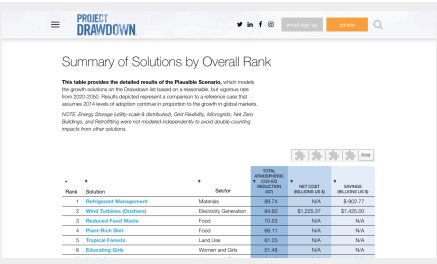 PROJECT
DRAWDOWN.
email sign up
donate
Summary of Solutions by Overall Rank
This table provides the detailed results of the Plausible Scenario, which models
the growth solutions on the Drawdown list based on a reasonable, but vigorous rate
from 2020-2050. Results depicted represent a comparison to a reference case that
assumes 2014 levels of adoption continue in proportion to the growth in global markets.
NOTE: Energy Storage (utility-scale & distributed), Grid Flexibility, Microgrids, Net Zero
Buildings, and Retrofitting were not modeled independently to avoid double counting
impacts from other solutions.
Print
Rank Solution Sector TOTAL ATMOSPHERIC CO2-EQ REDUCTION (GT) NET COST (BILLIONS US $) SAVINGS (BILLIONS US $)
1 Refrigerant Management Materials 89.74 N/A $-902.77
2 Wind Turbines (Onshore) Electricity Generation 84.60 $1,225.37 $7,425.00
3 Reduced Food Waste Food 70.53 N/A N/A
4 Plant-Rich Diet Food 66.11 N/A N/A
5 Tropical Forests Land Use 61.23 N/A N/A
6 Educating Girls Women and Girls 51.48 N/A N/A